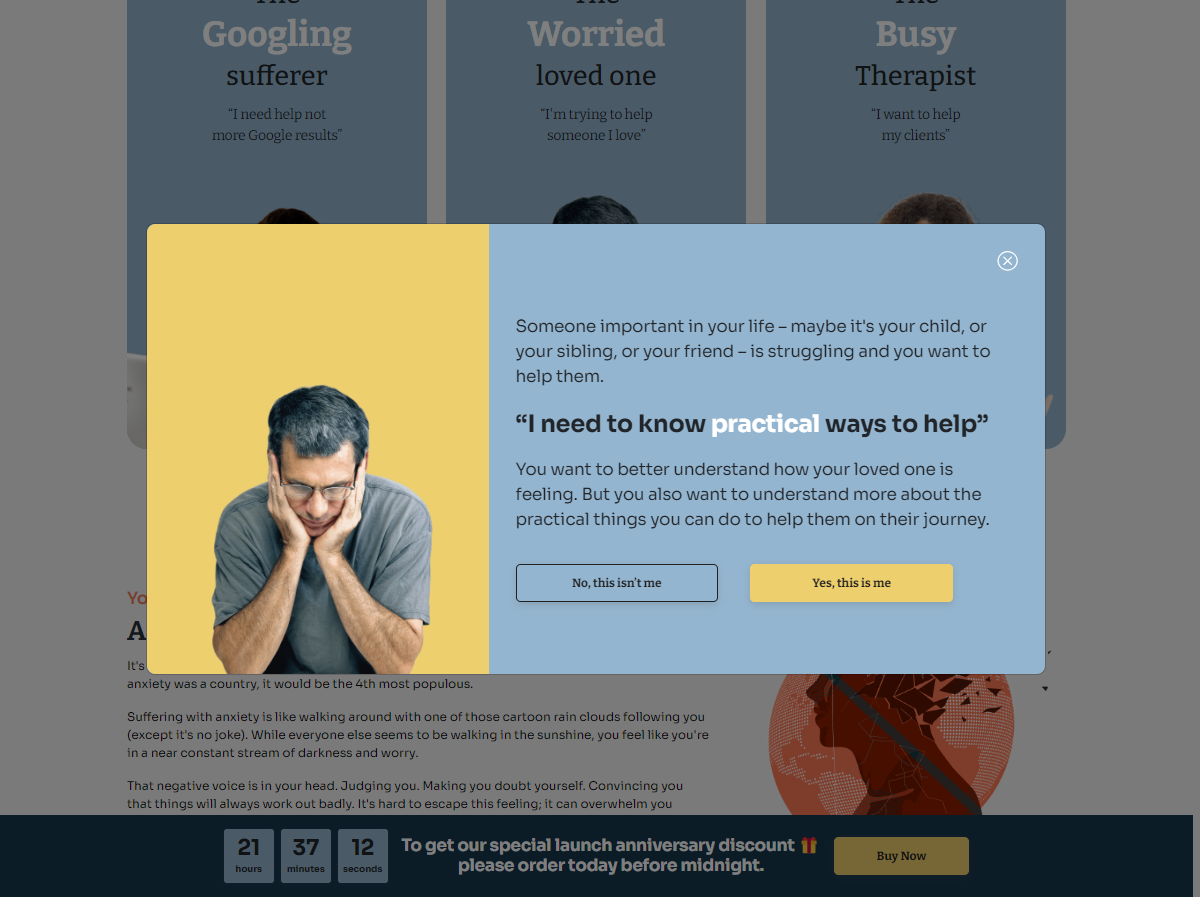 Googling
sufferer
“I need help not
more Google results”
The
Worried
loved one
“I'm trying to help
someone I love”
The
Busy
Therapist
“I want to help
my clients”
Someone important in your life – maybe it's your child, or
your sibling, or your friend – is struggling and you want to
help them.
“I need to know practical ways to help”
You want to better understand how your loved one is
feeling. But you also want to understand more about the
practical things you can do to help them on their journey.
No, this isn’t me
Yes, this is me
It's
anxiety was a country, it would be the 4th most populous.
Suffering with anxiety is like walking around with one of those cartoon rain clouds following you
(except it's no joke). While everyone else seems to be walking in the sunshine, you feel like you're
in a near constant stream of darkness and worry.
That negative voice is in your head. Judging you. Making you doubt yourself. Convincing you
that things will always work out badly. It's hard to escape this feeling; it can overwhelm you
21
hours
37
minutes
12
seconds
To get our special launch anniversary discount 🎁
please order today before midnight.
Buy Now